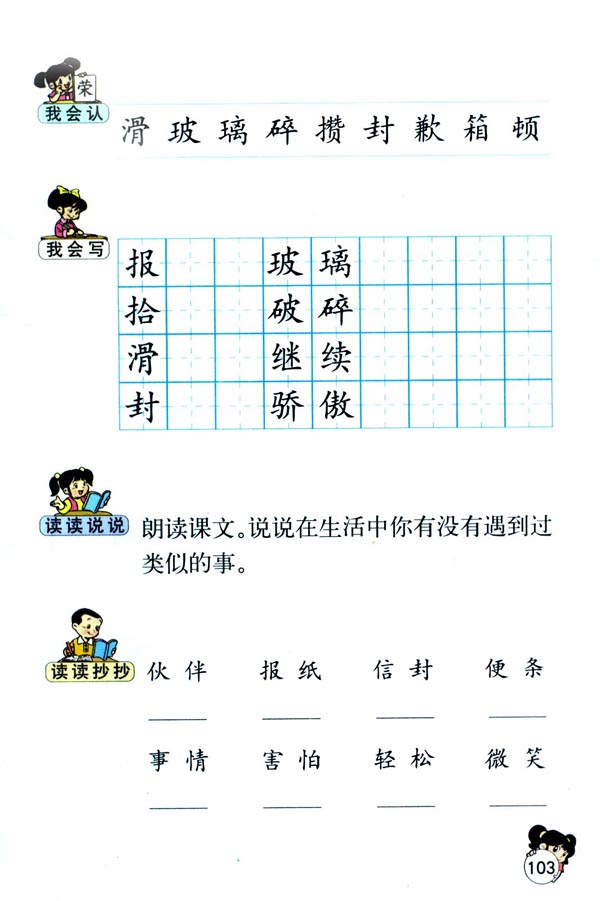 荣
我会认
滑 玻 璃 碎 攒 封 歉 箱 顿
我会写
报 玻 璃
拾 破 碎
滑 继 续
封 骄 傲
读读说说
朗读课文。说说在生活中你有没有遇到过
类似的事。
读读抄抄
伙伴 报纸 信封 便条
事情 害怕 轻松 微笑
103